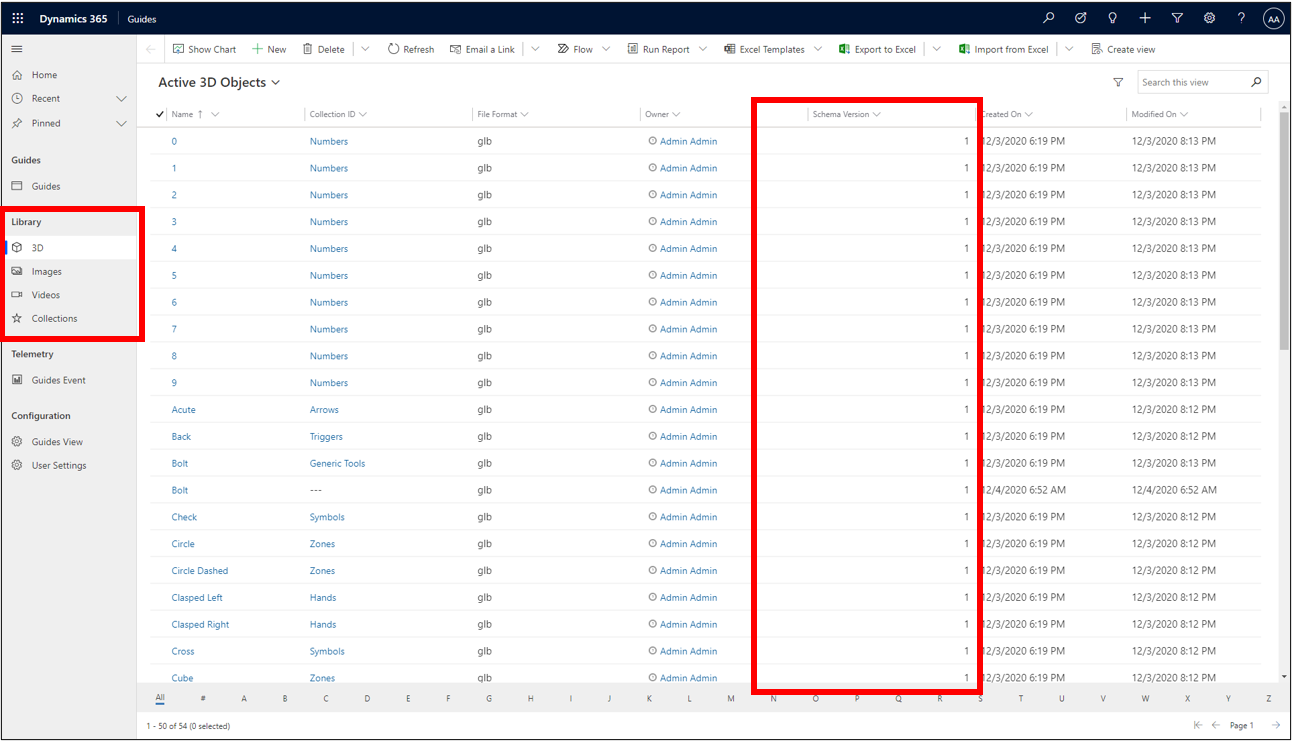 Dynamics 365 Guides AA
Show Chart New Delete Refresh Email a Link Flow Run Report Excel Templates Export to Excel Import from Excel Create view
Home
Recent
Pinned
Guides
Guides
Library
3D
Images
Videos
Collections
Telemetry
Guides Event
Configuration
Guides View
User Settings
Active 3D Objects Search this view
Name ↑ Collection ID File Format Owner Schema Version Created On Modified On
0 Numbers glb Admin Admin 1 12/3/2020 6:19 PM 12/3/2020 8:13 PM
1 Numbers glb Admin Admin 1 12/3/2020 6:19 PM 12/3/2020 8:13 PM
2 Numbers glb Admin Admin 1 12/3/2020 6:19 PM 12/3/2020 8:13 PM
3 Numbers glb Admin Admin 1 12/3/2020 6:19 PM 12/3/2020 8:13 PM
4 Numbers glb Admin Admin 1 12/3/2020 6:19 PM 12/3/2020 8:13 PM
5 Numbers glb Admin Admin 1 12/3/2020 6:19 PM 12/3/2020 8:13 PM
6 Numbers glb Admin Admin 1 12/3/2020 6:19 PM 12/3/2020 8:13 PM
7 Numbers glb Admin Admin 1 12/3/2020 6:19 PM 12/3/2020 8:13 PM
8 Numbers glb Admin Admin 1 12/3/2020 6:19 PM 12/3/2020 8:13 PM
9 Numbers glb Admin Admin 1 12/3/2020 6:19 PM 12/3/2020 8:13 PM
Acute Arrows glb Admin Admin 1 12/3/2020 6:19 PM 12/3/2020 8:12 PM
Back Triggers glb Admin Admin 1 12/3/2020 6:19 PM 12/3/2020 8:12 PM
Bolt Generic Tools glb Admin Admin 1 12/3/2020 6:19 PM 12/3/2020 8:13 PM
Bolt --- glb Admin Admin 1 12/4/2020 6:52 AM 12/4/2020 6:52 AM
Check Symbols glb Admin Admin 1 12/3/2020 6:19 PM 12/3/2020 8:12 PM
Circle Zones glb Admin Admin 1 12/3/2020 6:19 PM 12/3/2020 8:12 PM
Circle Dashed Zones glb Admin Admin 1 12/3/2020 6:19 PM 12/3/2020 8:12 PM
Clasped Left Hands glb Admin Admin 1 12/3/2020 6:19 PM 12/3/2020 8:12 PM
Clasped Right Hands glb Admin Admin 1 12/3/2020 6:19 PM 12/3/2020 8:12 PM
Cross Symbols glb Admin Admin 1 12/3/2020 6:19 PM 12/3/2020 8:12 PM
Cube Zones glb Admin Admin 1 12/3/2020 6:19 PM 12/3/2020 8:12 PM
All # A B C D E F G H I J K L M N O P Q R S T U V W X Y Z
1 - 50 of 54 (0 selected) Page 1